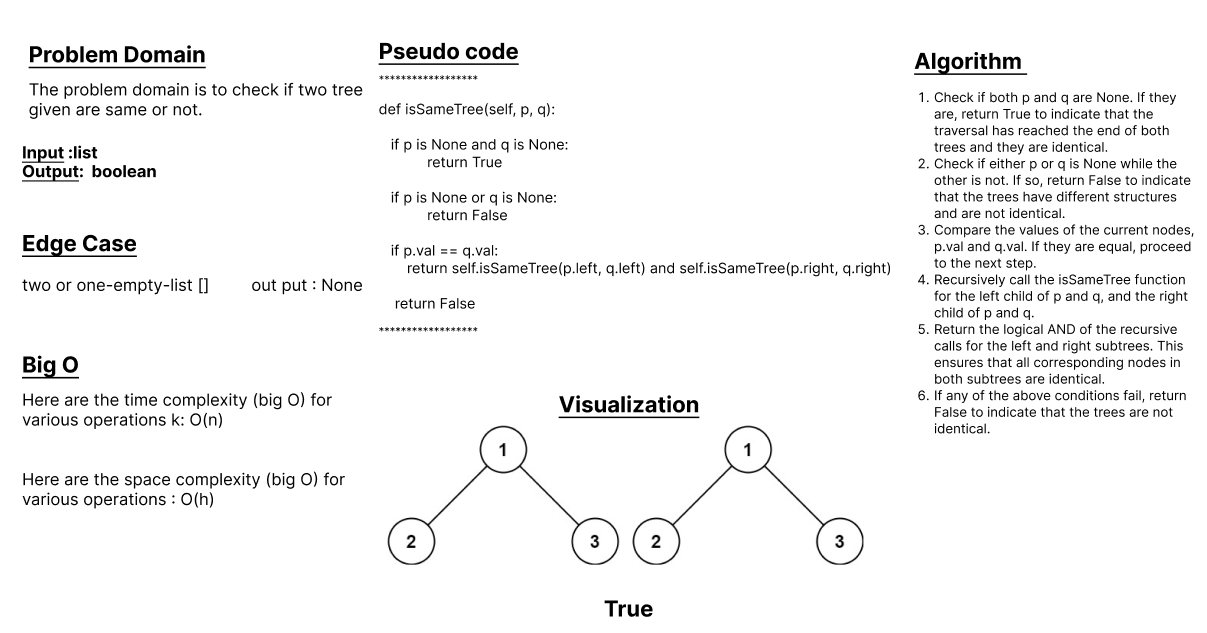 Problem Domain
The problem domain is to check if two tree
given are same or not.
Input :list
Output:  boolean
Edge Case
two or one-empty-list []
out put : None
Big O
Here are the time complexity (big O) for
various operations k: O(n)
Here are the space complexity (big O) for
various operations : O(h)
Pseudo code
******************
def isSameTree(self, p, q):
if p is None and q is None:
return True
if p is None or q is None:
return False
if p.val == q.val:
return self.isSameTree(p.left, q.left) and self.isSameTree(p.right, q.right)
return False
******************
Visualization
1
1
2
3
2
3
True
Algorithm
1. Check if both p and q are None. If they
are, return True to indicate that the
traversal has reached the end of both
trees and they are identical.
2. Check if either p or q is None while the
other is not. If so, return False to indicate
that the trees have different structures
and are not identical.
3. Compare the values of the current nodes,
p.val and q.val. If they are equal, proceed
to the next step.
4. Recursively call the isSameTree function
for the left child of p and q, and the right
child of p and q.
5. Return the logical AND of the recursive
calls for the left and right subtrees. This
ensures that all corresponding nodes in
both subtrees are identical.
6. If any of the above conditions fail, return
False to indicate that the trees are not
identical.